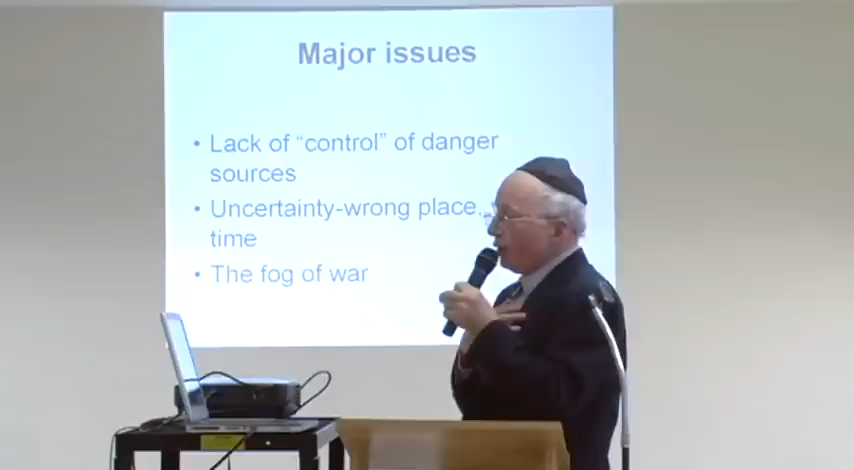 Major issues
• Lack of “control” of danger
sources
• Uncertainty-wrong place,
time
• The fog of war